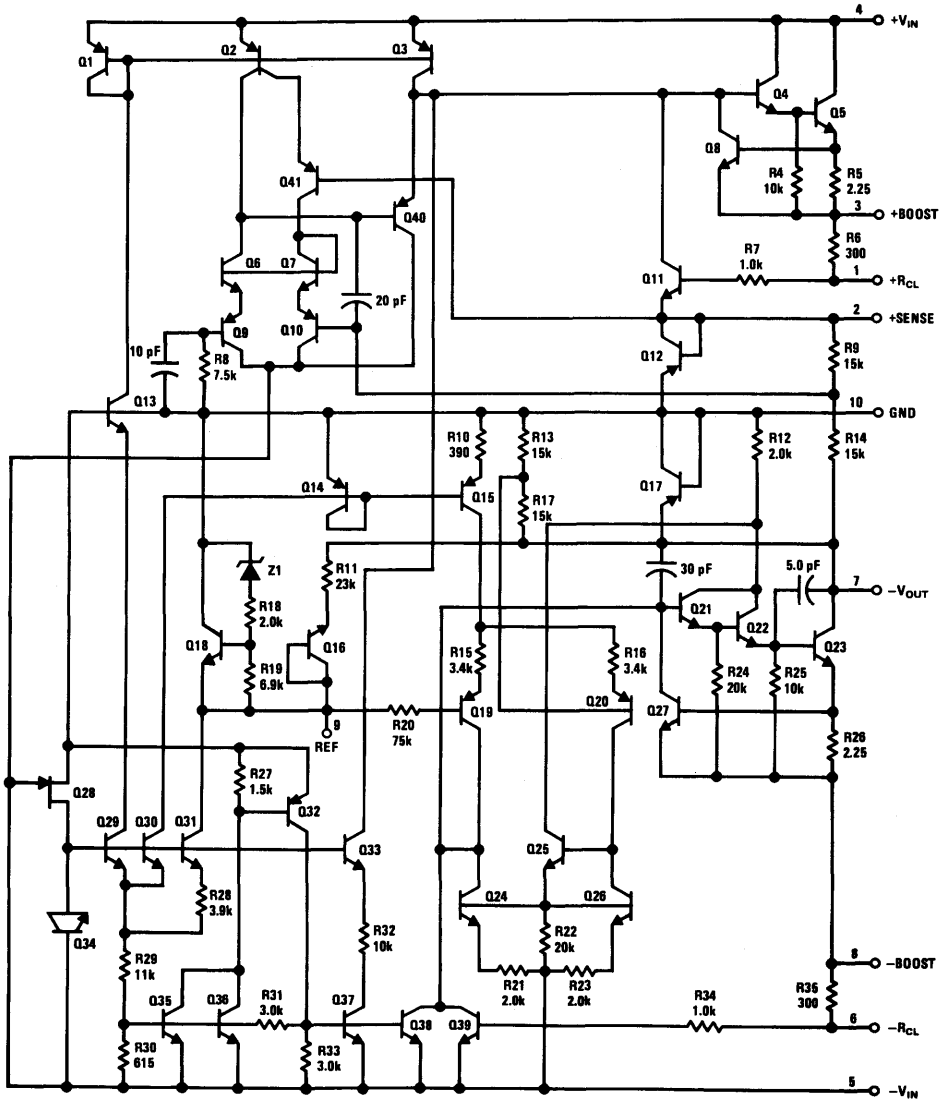 4 +VIN
Q1 Q2 Q3
Q4 Q5
Q8
R4 10k
R5 2.25
3 +BOOST
Q41
Q40
R6 300
R7 1.0k
1 +RCL
Q6 Q7
Q11
20 pF
2 +SENSE
Q9 Q10
Q12
R9 15k
10 pF
R8 7.5k
Q13
10 GND
R10 390
R13 15k
R12 2.0k
R14 15k
Q14
Q15
R17 15k
Q17
Z1
R11 23k
30 pF
5.0 pF
7 -VOUT
R18 2.0k
Q21
Q22
Q23
Q18
R19 6.9k
Q16
R15 3.4k
R16 3.4k
R24 20k
R25 10k
Q19
Q20
Q27
R20 75k
9
REF
R26 2.25
R27 1.5k
Q28
Q32
Q29 Q30 Q31
Q33
Q25
R28 3.9k
Q24
Q26
Q34
R32 10k
R22 20k
R29 11k
8 -BOOST
R21 2.0k
R23 2.0k
R35 300
Q35 Q36
R31 3.0k
Q37
Q38 Q39
R34 1.0k
6 -RCL
R30 615
R33 3.0k
5 -VIN